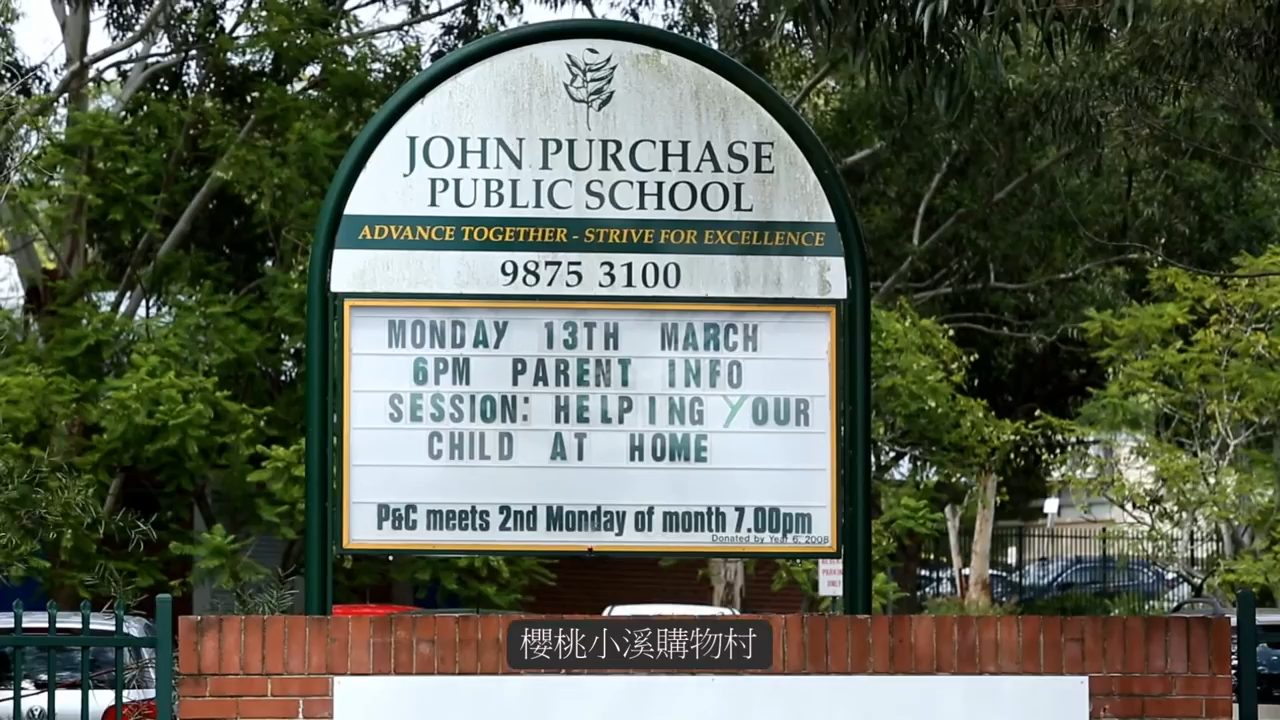 JOHN PURCHASE
PUBLIC SCHOOL
ADVANCE TOGETHER - STRIVE FOR EXCELLENCE
9875 3100
MONDAY 13TH MARCH
6PM PARENT INFO
SESSION: HELPING YOUR
CHILD AT HOME
P&C meets 2nd Monday of month 7.00pm
Donated by Year 6, 2008
櫻桃小溪購物村